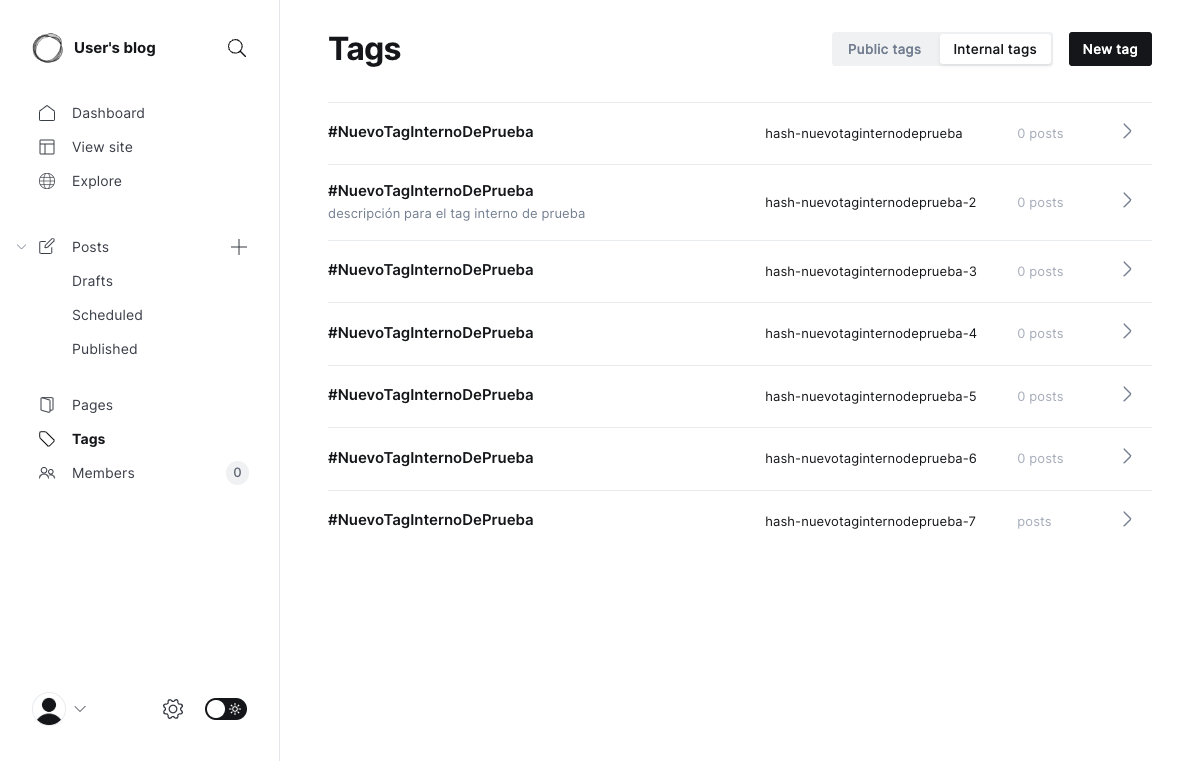 User's blog
Dashboard
View site
Explore
Posts
Drafts
Scheduled
Published
Pages
Tags
Members 0
Tags
Public tags Internal tags New tag
#NuevoTagInternoDePrueba hash-nuevotaginternodeprueba 0 posts
#NuevoTagInternoDePrueba hash-nuevotaginternodeprueba-2 0 posts
descripción para el tag interno de prueba
#NuevoTagInternoDePrueba hash-nuevotaginternodeprueba-3 0 posts
#NuevoTagInternoDePrueba hash-nuevotaginternodeprueba-4 0 posts
#NuevoTagInternoDePrueba hash-nuevotaginternodeprueba-5 0 posts
#NuevoTagInternoDePrueba hash-nuevotaginternodeprueba-6 0 posts
#NuevoTagInternoDePrueba hash-nuevotaginternodeprueba-7 posts